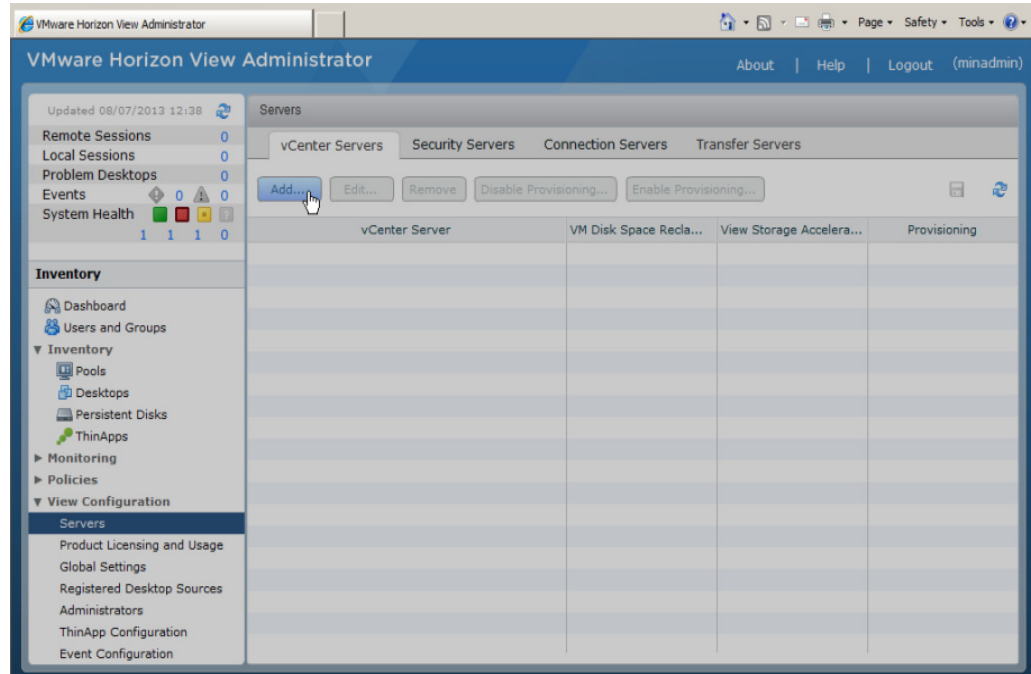 VMware Horizon View Administrator
Page Safety Tools
VMware Horizon View Administrator
About | Help | Logout (minadmin)
Updated 08/07/2013 12:38
Remote Sessions 0
Local Sessions 0
Problem Desktops 0
Events 0 0
System Health
1 1 1 0
Inventory
Dashboard
Users and Groups
Inventory
Pools
Desktops
Persistent Disks
ThinApps
Monitoring
Policies
View Configuration
Servers
Product Licensing and Usage
Global Settings
Registered Desktop Sources
Administrators
ThinApp Configuration
Event Configuration
Servers
vCenter Servers Security Servers Connection Servers Transfer Servers
Add... Edit... Remove Disable Provisioning... Enable Provisioning...
vCenter Server VM Disk Space Recla... View Storage Accelera... Provisioning